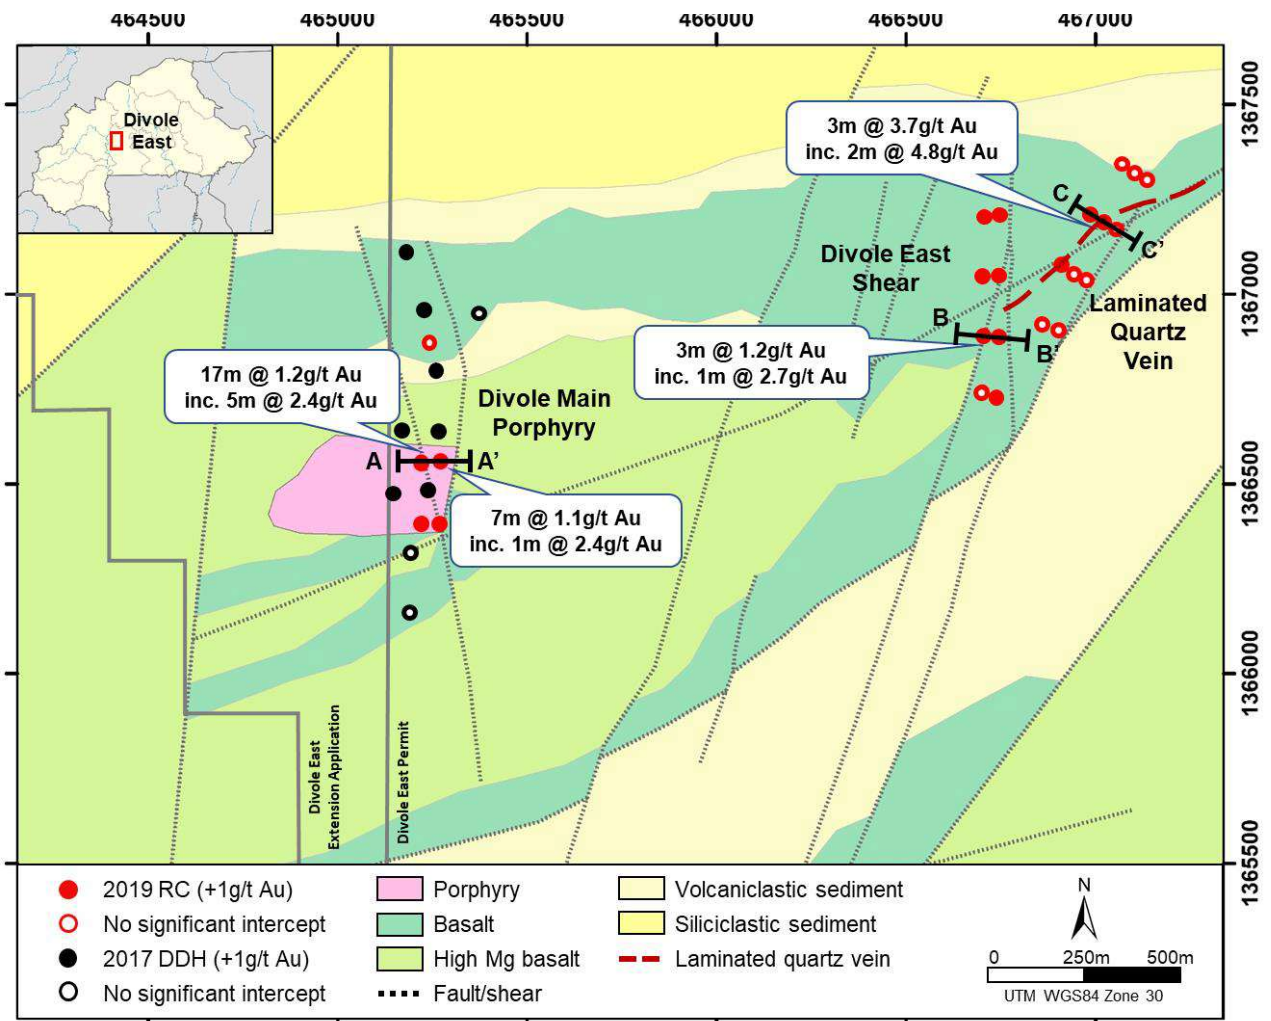 464500 465000 465500 466000 466500 467000
Divole
East
3m @ 3.7g/t Au
inc. 2m @ 4.8g/t Au
1367500
C
C'
Divole East
Shear
1367000
Laminated
Quartz
Vein
B
B'
3m @ 1.2g/t Au
inc. 1m @ 2.7g/t Au
17m @ 1.2g/t Au
inc. 5m @ 2.4g/t Au
Divole Main
Porphyry
A
A'
1366500
7m @ 1.1g/t Au
inc. 1m @ 2.4g/t Au
1366000
Divole East
Extension Application
Divole East Permit
1365500
2019 RC (+1g/t Au)
No significant intercept
2017 DDH (+1g/t Au)
No significant intercept
Porphyry
Basalt
High Mg basalt
Fault/shear
Volcaniclastic sediment
Siliciclastic sediment
Laminated quartz vein
N
0 250m 500m
UTM WGS84 Zone 30